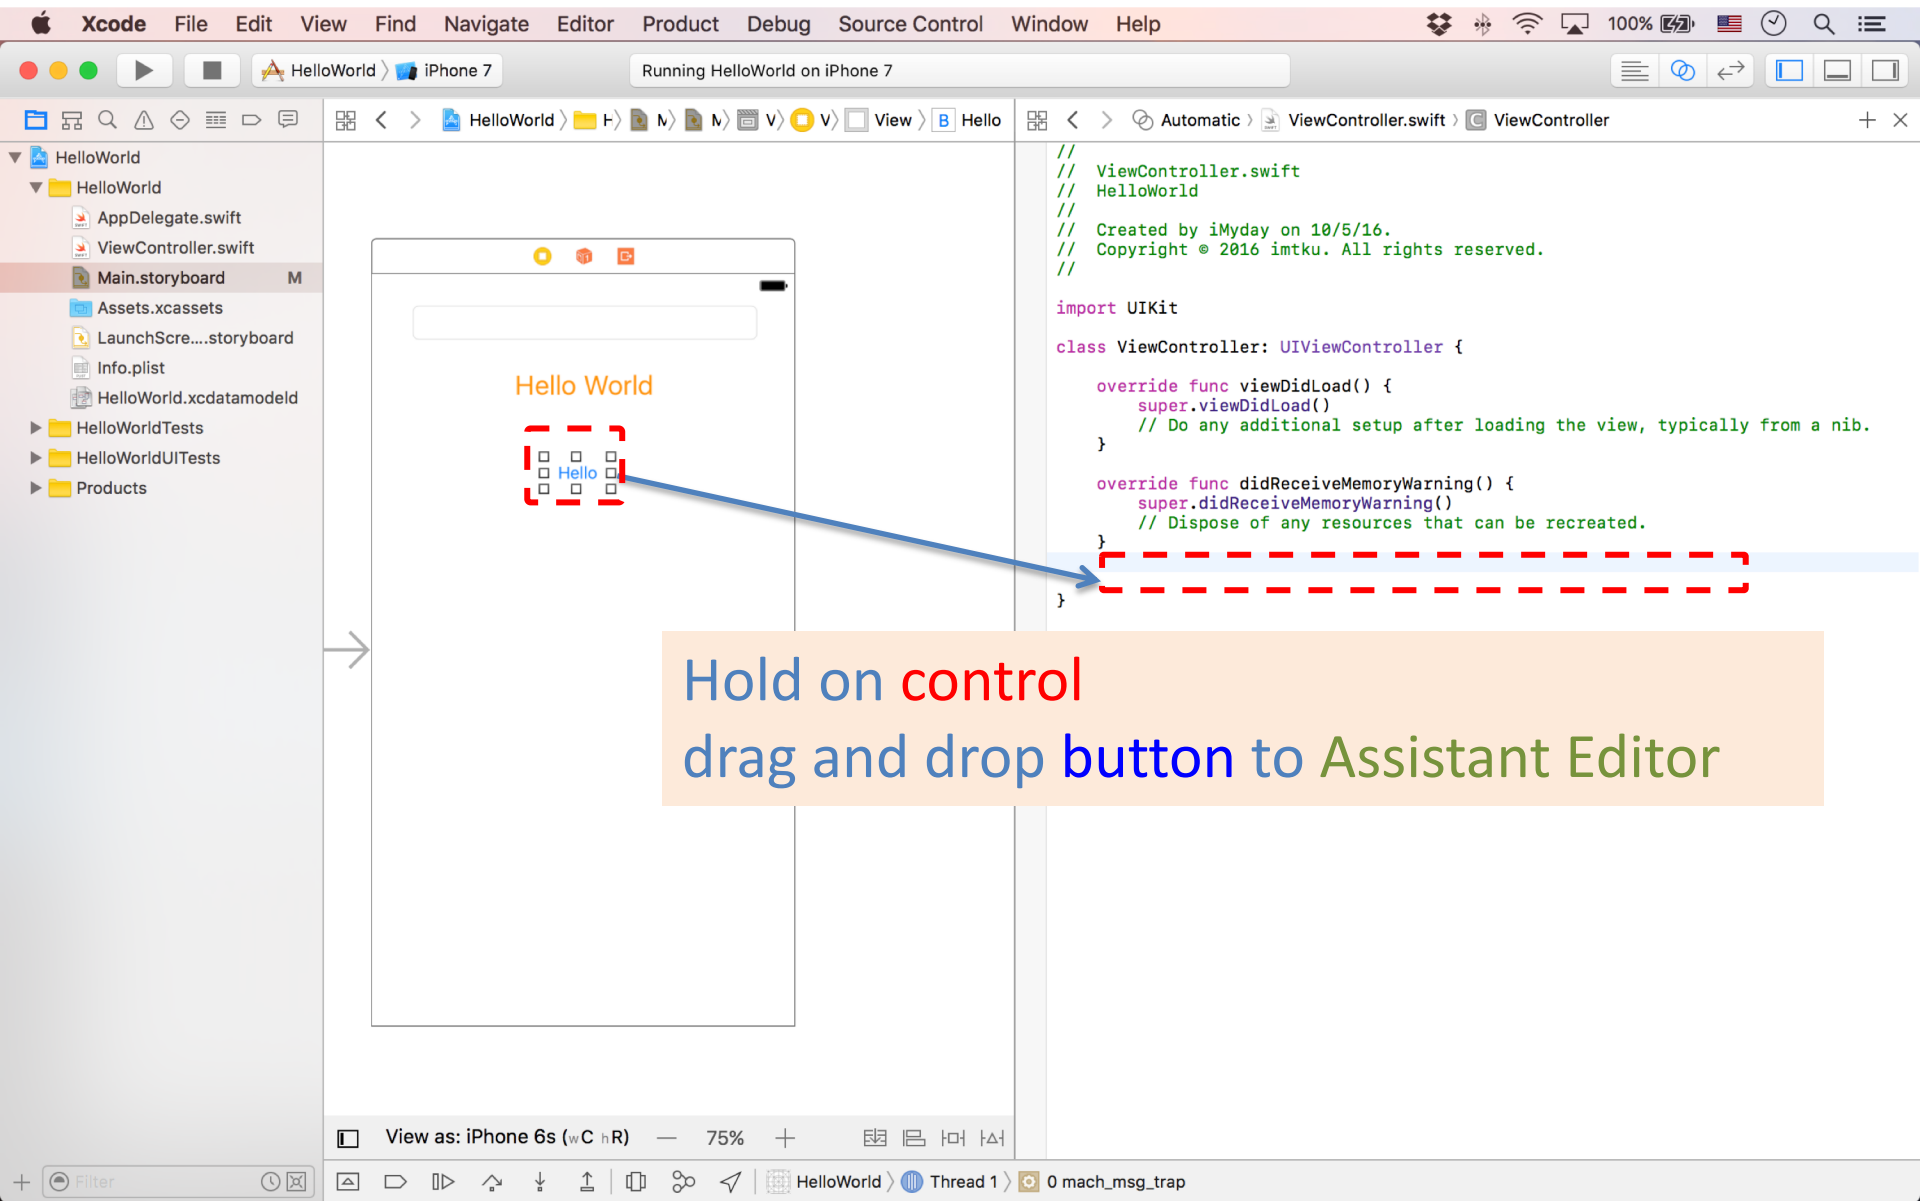 Xcode File Edit View Find Navigate Editor Product Debug Source Control Window Help 100%
HelloWorld iPhone 7
Running HelloWorld on iPhone 7
HelloWorld H M M V V View B Hello
Automatic ViewController.swift C ViewController
HelloWorld
HelloWorld
AppDelegate.swift
ViewController.swift
Main.storyboard M
Assets.xcassets
LaunchScre....storyboard
Info.plist
HelloWorld.xcdatamodeld
HelloWorldTests
HelloWorldUITests
Products
Hello World
Hello
//
// ViewController.swift
// HelloWorld
//
// Created by iMyday on 10/5/16.
// Copyright © 2016 imtku. All rights reserved.
//
import UIKit
class ViewController: UIViewController {
override func viewDidLoad() {
super.viewDidLoad()
// Do any additional setup after loading the view, typically from a nib.
}
override func didReceiveMemoryWarning() {
super.didReceiveMemoryWarning()
// Dispose of any resources that can be recreated.
}
}
Hold on control
drag and drop button to Assistant Editor
View as: iPhone 6s (wC hR) — 75% +
Filter
HelloWorld Thread 1 0 mach_msg_trap